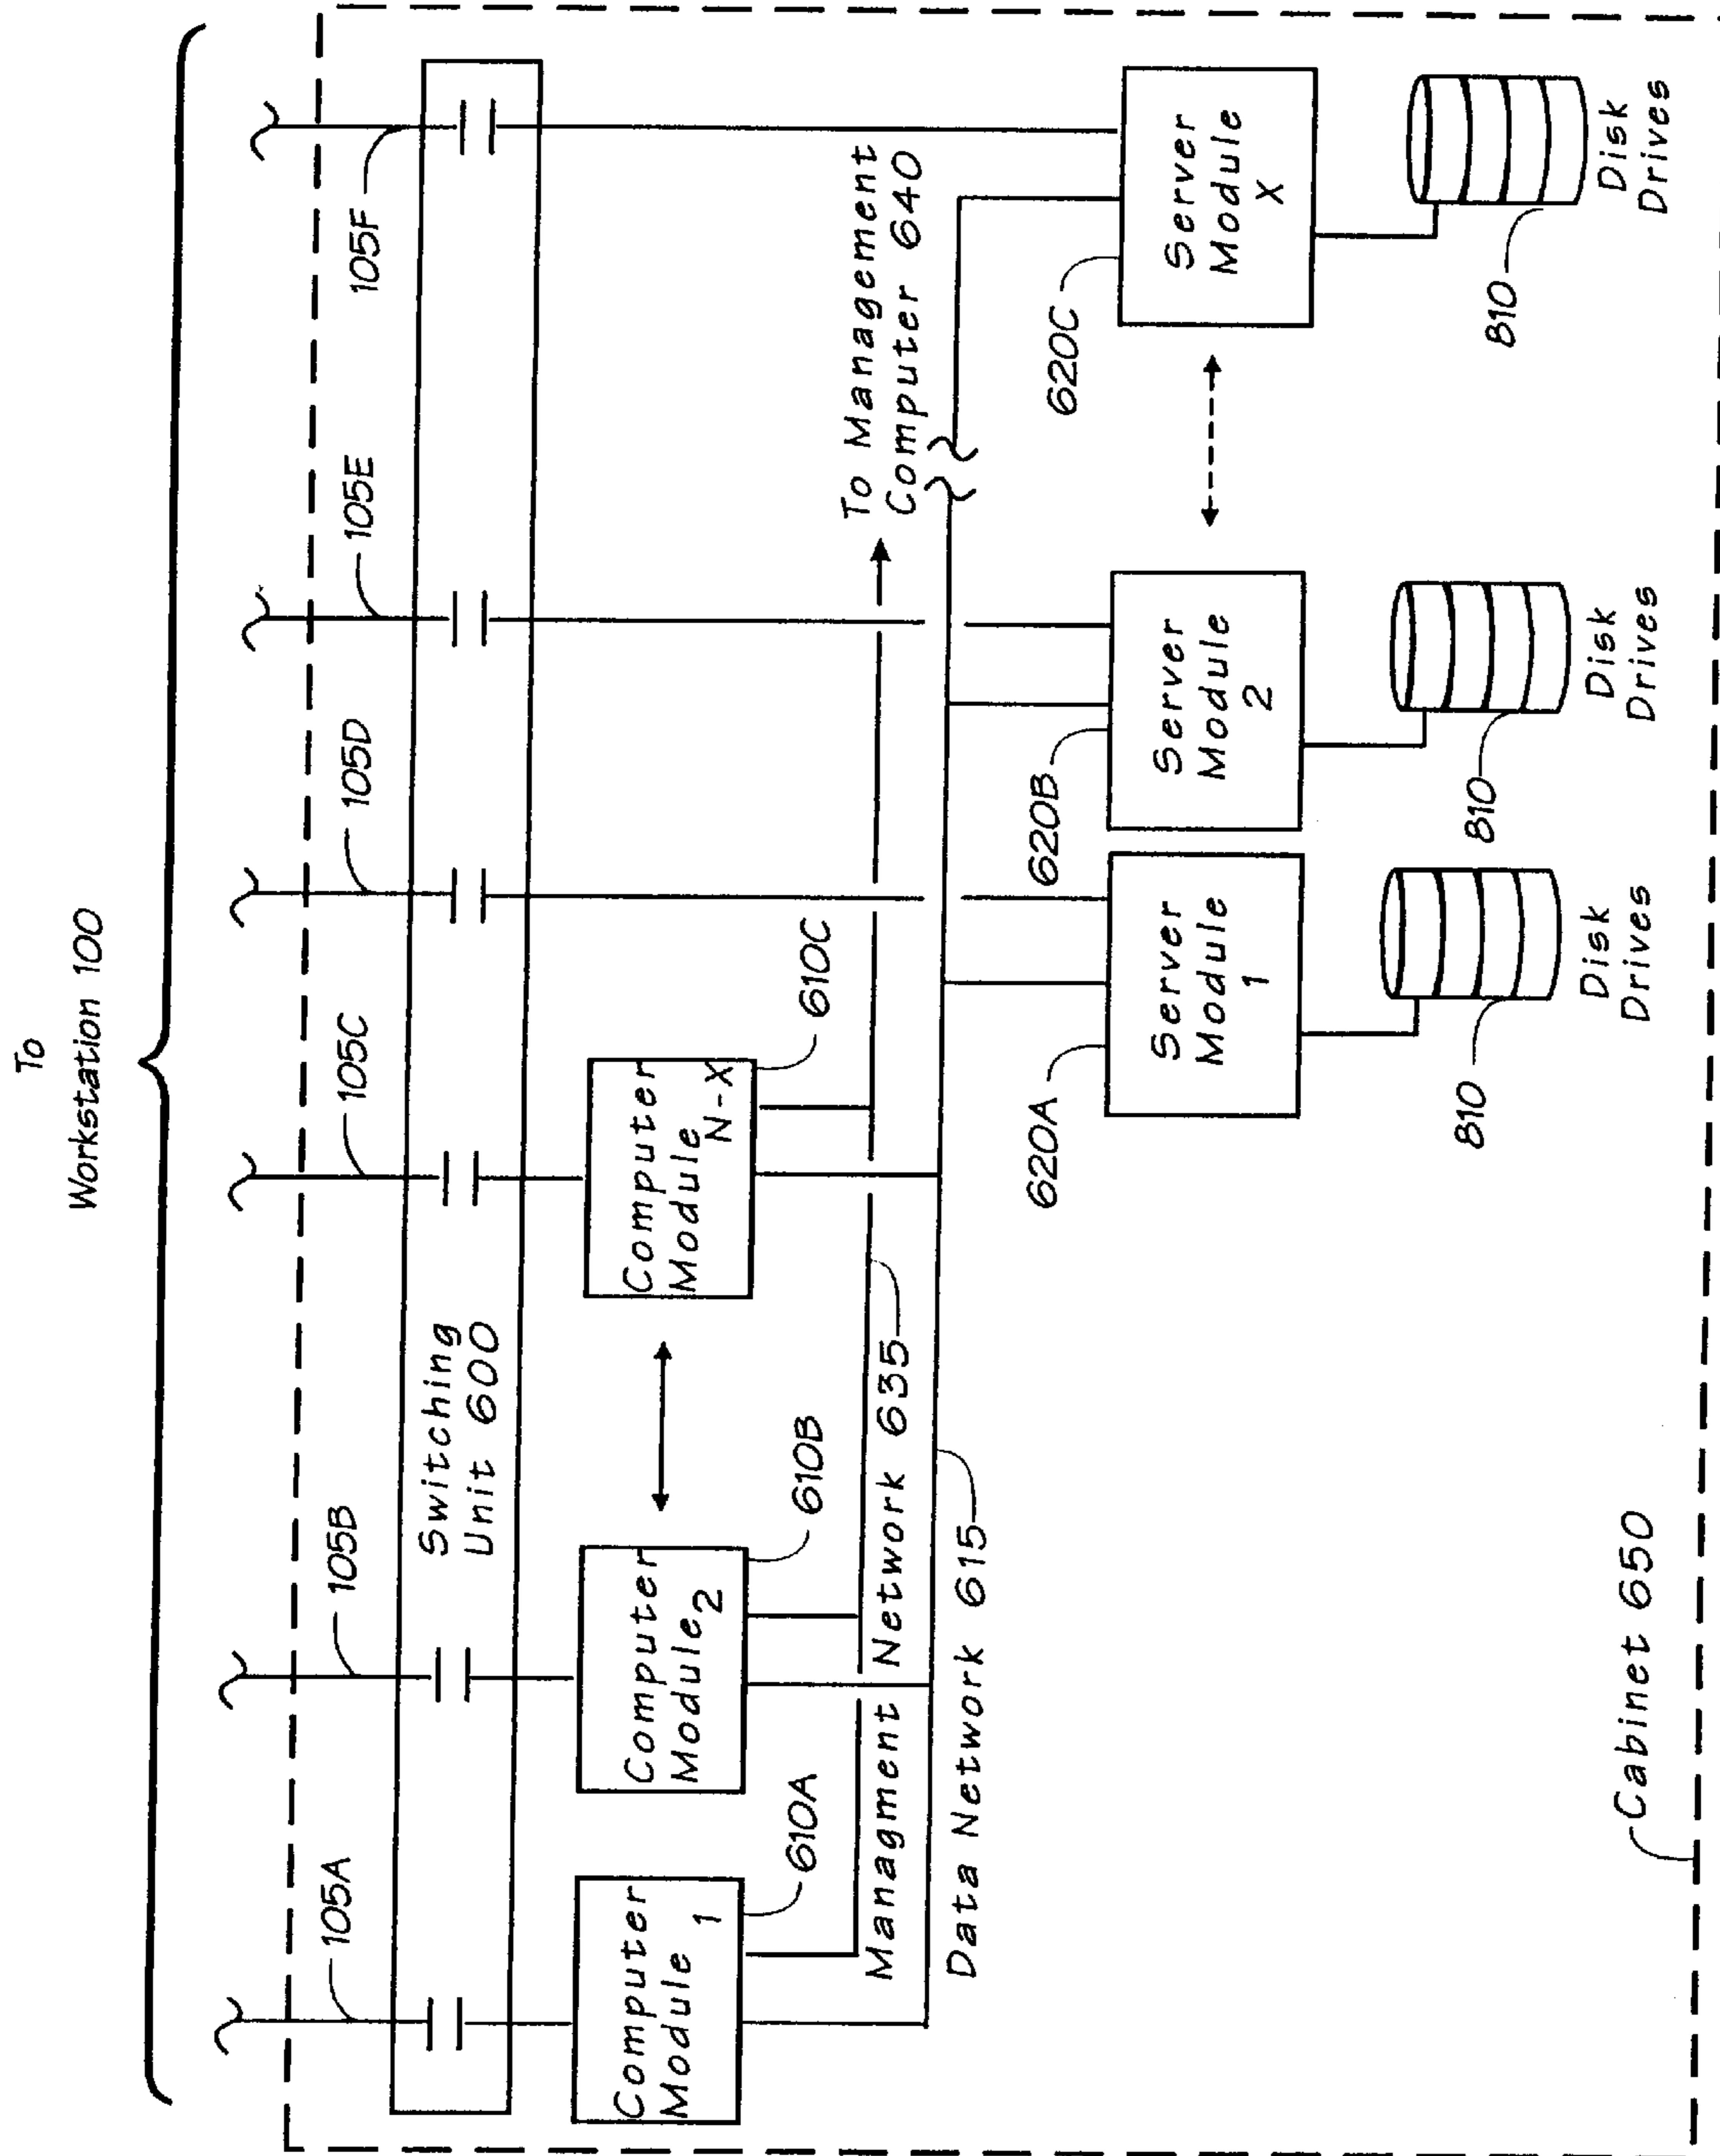 To
Workstation 100
105A
105B
105C
105D
105E
105F
Switching
Unit 600
Computer
Module
1
610A
Computer
Module 2
610B
Computer
Module
N-X
610C
To Management
Computer 640
Managment Network 635
Data Network 615
620A
620B
620C
Server
Module
1
Server
Module
2
Server
Module
X
810
810
810
Disk
Drives
Disk
Drives
Disk
Drives
Cabinet 650